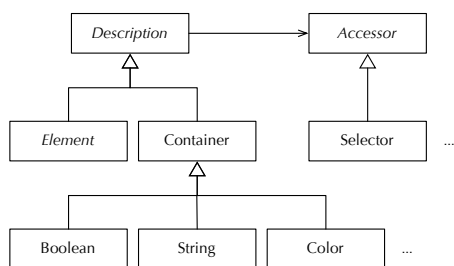 Description Accessor
Element Container Selector ...
Boolean String Color ...